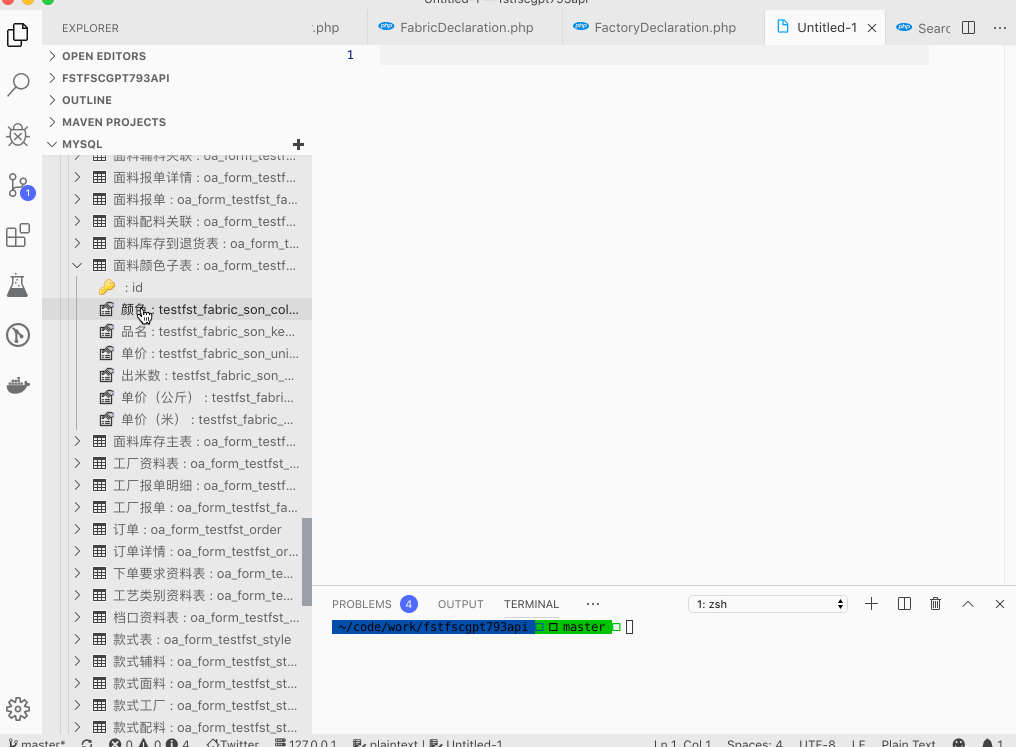 Untitled-1 — fstfscgpt793api
EXPLORER
.php
FabricDeclaration.php
FactoryDeclaration.php
Untitled-1
Searc
OPEN EDITORS
FSTFSCGPT793API
OUTLINE
MAVEN PROJECTS
MYSQL
1
1
面料辅料关联 : oa_form_testf...
面料报单详情 : oa_form_testf...
面料报单 : oa_form_testfst_fa...
面料配料关联 : oa_form_testf...
面料库存到退货表 : oa_form_t...
面料颜色子表 : oa_form_testf...
: id
颜色 : testfst_fabric_son_col...
品名 : testfst_fabric_son_ke...
单价 : testfst_fabric_son_uni...
出米数 : testfst_fabric_son_...
单价（公斤） : testfst_fabri...
单价（米） : testfst_fabric_...
面料库存主表 : oa_form_testf...
工厂资料表 : oa_form_testfst_...
工厂报单明细 : oa_form_testf...
工厂报单 : oa_form_testfst_fa...
订单 : oa_form_testfst_order
订单详情 : oa_form_testfst_or...
下单要求资料表 : oa_form_te...
工艺类别资料表 : oa_form_te...
档口资料表 : oa_form_testfst_...
款式表 : oa_form_testfst_style
款式辅料 : oa_form_testfst_st...
款式面料 : oa_form_testfst_st...
款式工厂 : oa_form_testfst_st...
款式配料 : oa_form_testfst_st...
PROBLEMS 4 OUTPUT TERMINAL ...
1: zsh
~/code/work/fstfscgpt793api master
master* 0 0 4 Twitter 127.0.0.1 plaintext | Untitled-1 Ln 1, Col 1 Spaces: 4 UTF-8 LF Plain Text 1